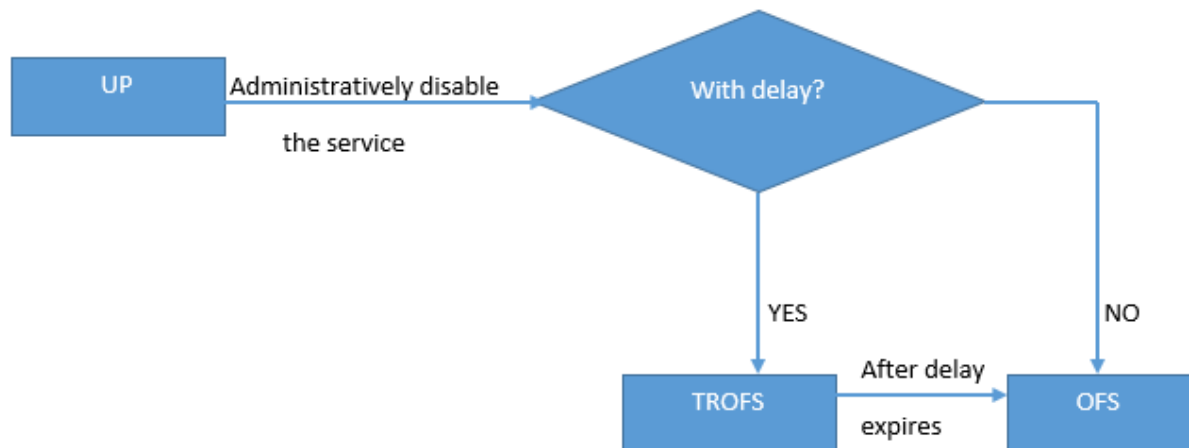 UP
Administratively disable
the service
With delay?
YES
NO
TROFS
After delay
expires
OFS